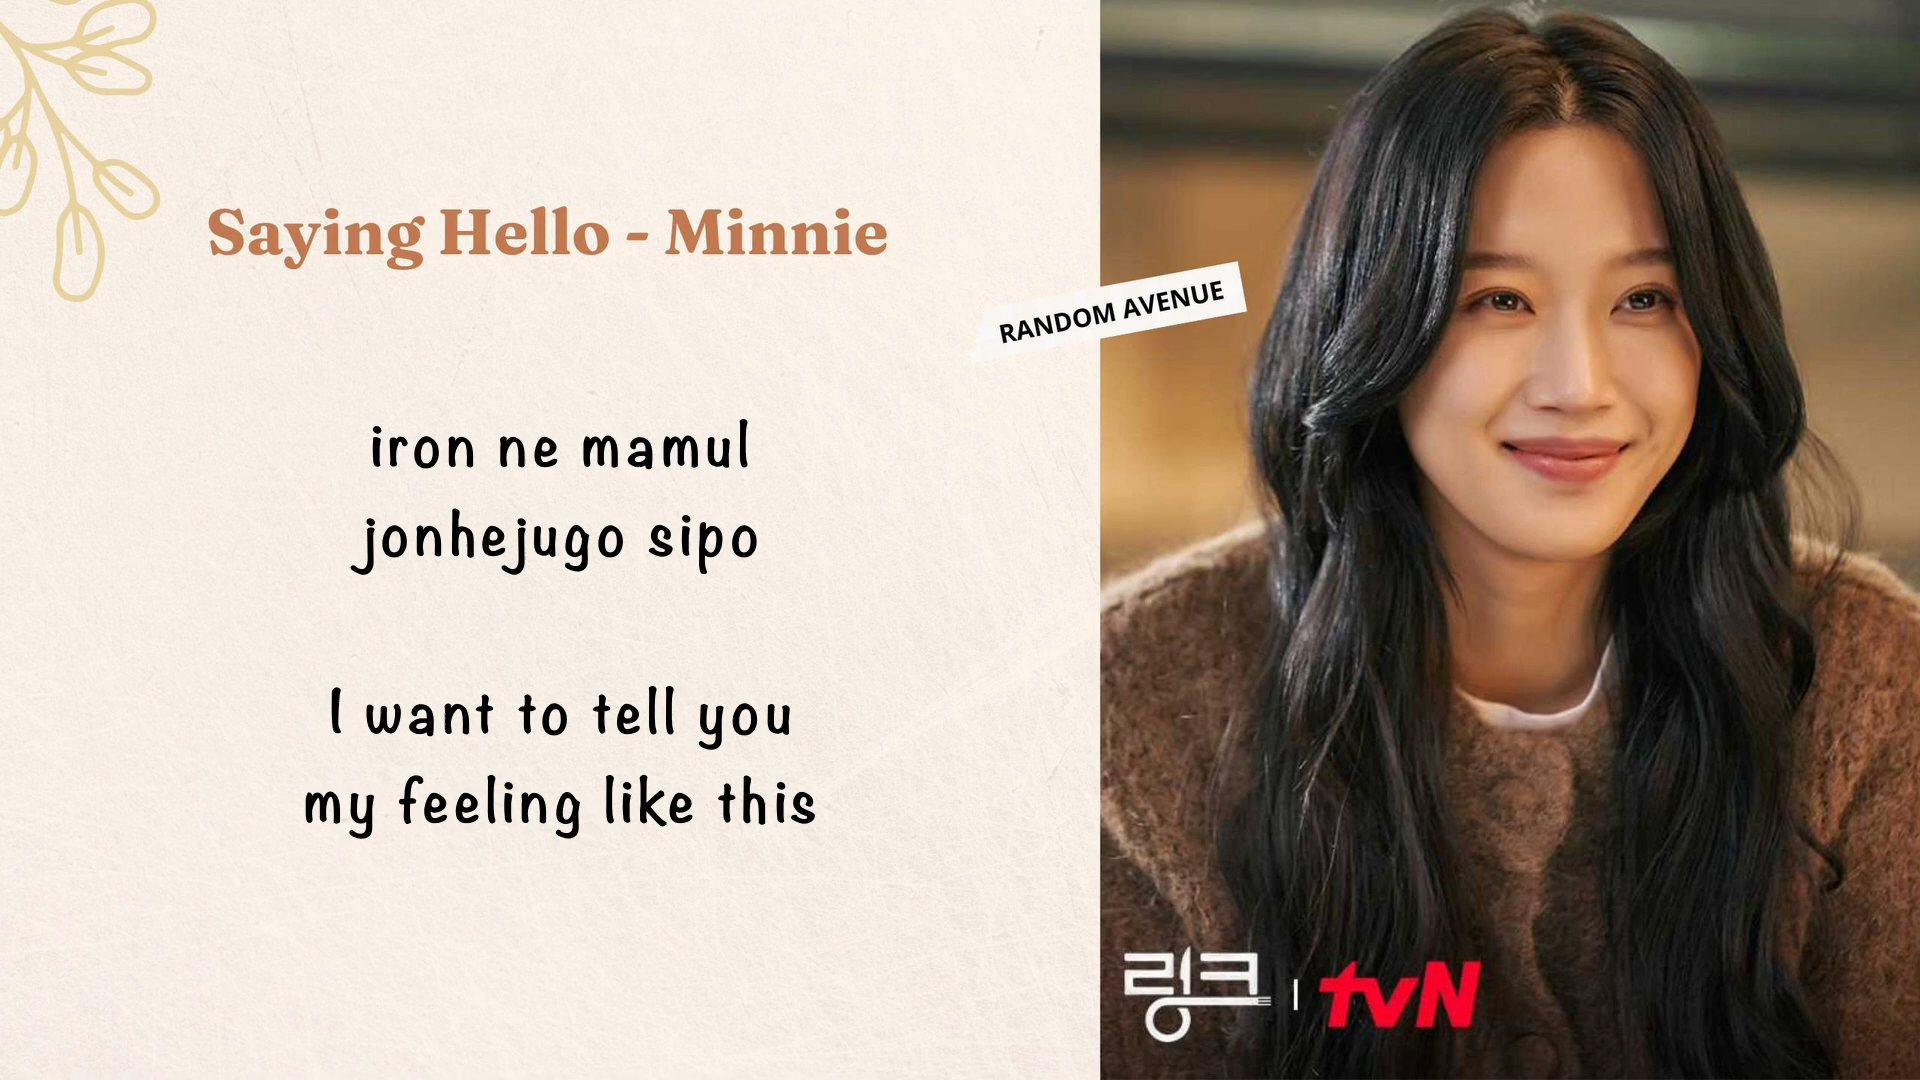 Saying Hello - Minnie
RANDOM AVENUE
iron ne mamul
jonhejugo sipo
I want to tell you
my feeling like this
링크 | tvN